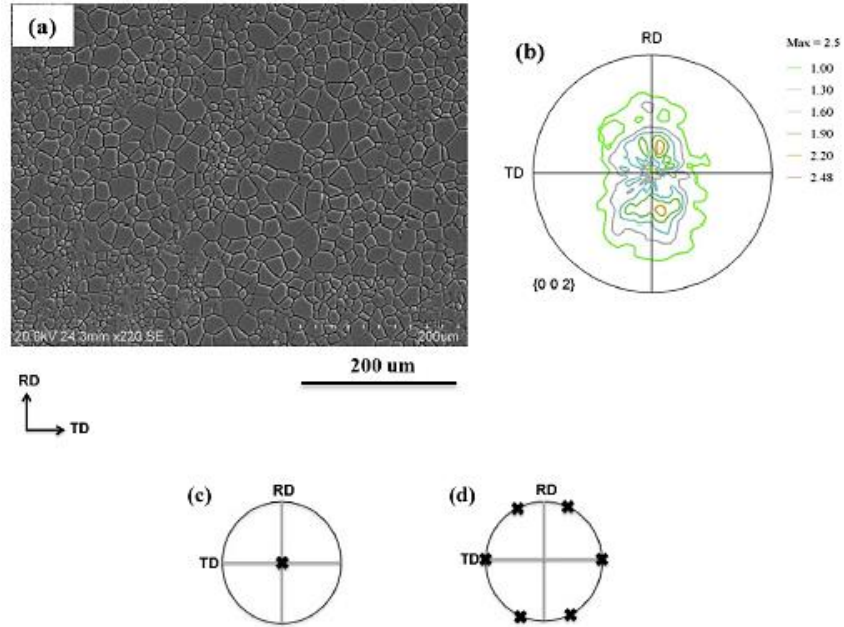 (a)
20.0kV 24.3mm x220 SE
200um
(b)
RD
TD
{0 0 2}
Max = 2.5
1.00
1.30
1.60
1.90
2.20
2.48
200 um
RD
TD
(c)
RD
TD
(d)
RD
TD